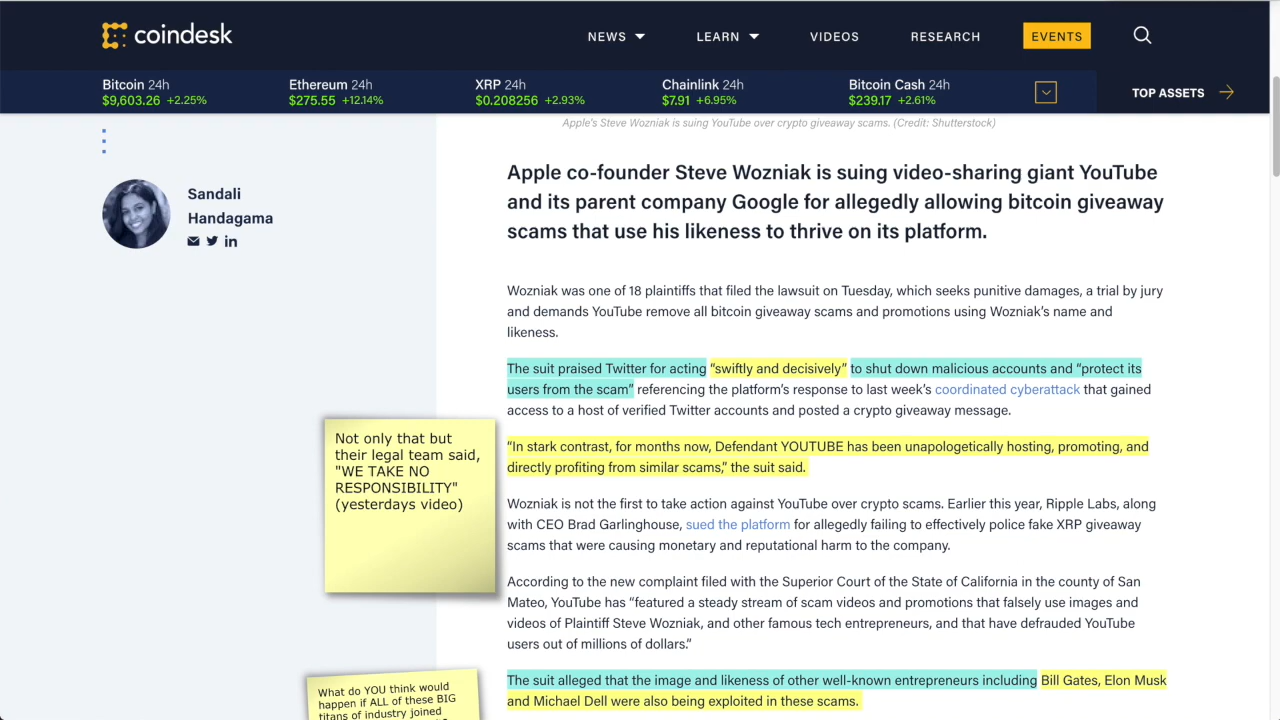 coindesk
NEWS LEARN VIDEOS RESEARCH EVENTS
Bitcoin 24h
$9,603.26 +2.25%
Ethereum 24h
$275.55 +12.14%
XRP 24h
$0.208256 +2.93%
Chainlink 24h
$7.91 +6.95%
Bitcoin Cash 24h
$239.17 +2.61%
TOP ASSETS
Apple's Steve Wozniak is suing YouTube over crypto giveaway scams. (Credit: Shutterstock)
Sandali
Handagama
in
Apple co-founder Steve Wozniak is suing video-sharing giant YouTube
and its parent company Google for allegedly allowing bitcoin giveaway
scams that use his likeness to thrive on its platform.
Wozniak was one of 18 plaintiffs that filed the lawsuit on Tuesday, which seeks punitive damages, a trial by jury
and demands YouTube remove all bitcoin giveaway scams and promotions using Wozniak's name and
likeness.
The suit praised Twitter for acting “swiftly and decisively” to shut down malicious accounts and “protect its
users from the scam” referencing the platform's response to last week's coordinated cyberattack that gained
access to a host of verified Twitter accounts and posted a crypto giveaway message.
Not only that but
their legal team said,
"WE TAKE NO
RESPONSIBILITY"
(yesterdays video)
“In stark contrast, for months now, Defendant YOUTUBE has been unapologetically hosting, promoting, and
directly profiting from similar scams,” the suit said.
Wozniak is not the first to take action against YouTube over crypto scams. Earlier this year, Ripple Labs, along
with CEO Brad Garlinghouse, sued the platform for allegedly failing to effectively police fake XRP giveaway
scams that were causing monetary and reputational harm to the company.
According to the new complaint filed with the Superior Court of the State of California in the county of San
Mateo, YouTube has “featured a steady stream of scam videos and promotions that falsely use images and
videos of Plaintiff Steve Wozniak, and other famous tech entrepreneurs, and that have defrauded YouTube
users out of millions of dollars.”
What do YOU think would
happen if ALL of these BIG
titans of industry joined
The suit alleged that the image and likeness of other well-known entrepreneurs including Bill Gates, Elon Musk
and Michael Dell were also being exploited in these scams.